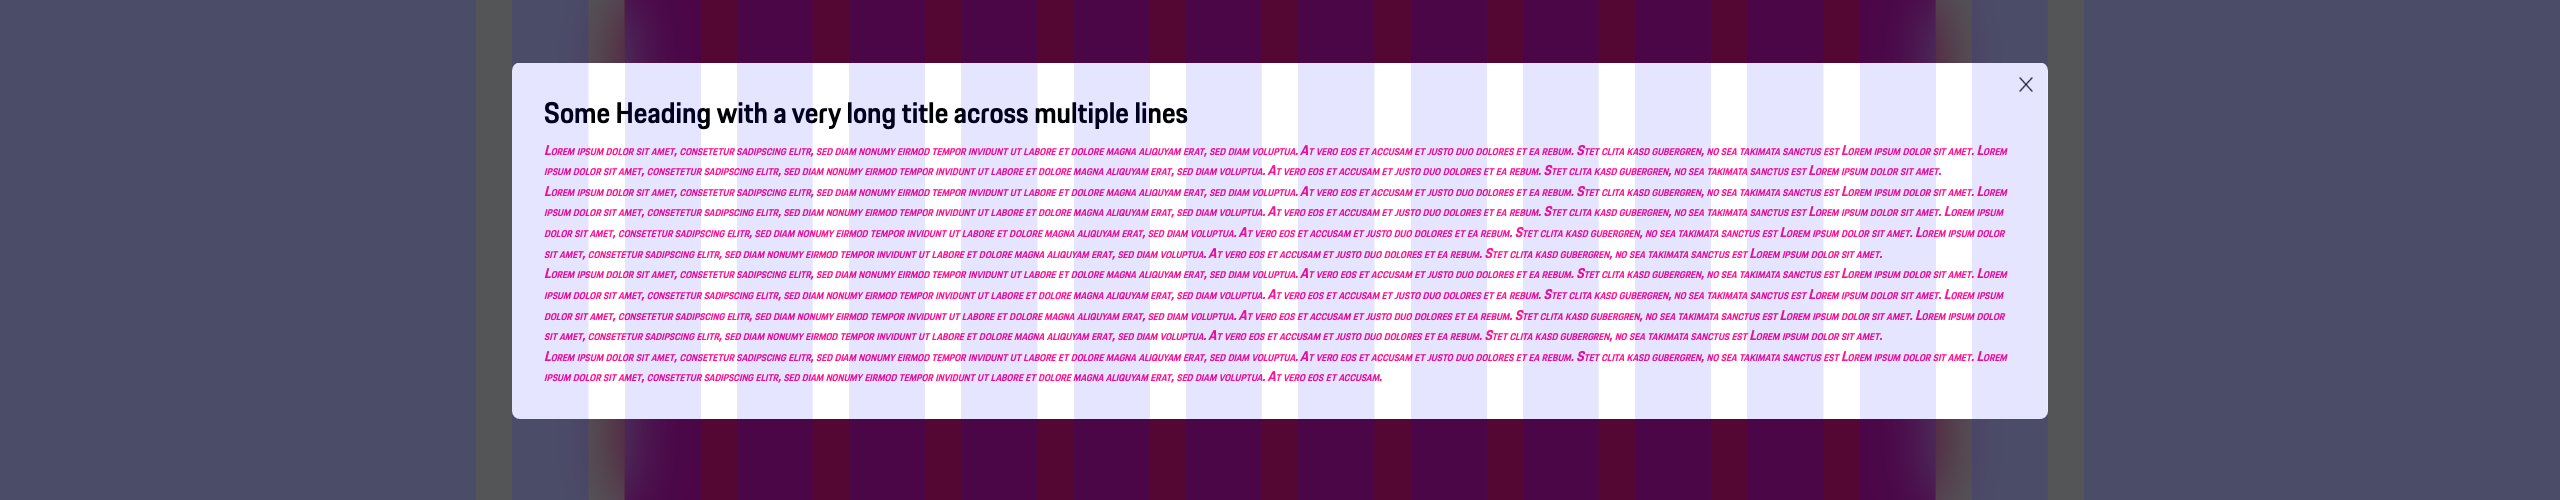 Some Heading with a very long title across multiple lines
Lorem ipsum dolor sit amet, consetetur sadipscing elitr, sed diam nonumy eirmod tempor invidunt ut labore et dolore magna aliquyam erat, sed diam voluptua. At vero eos et accusam et justo duo dolores et ea rebum. Stet clita kasd gubergren, no sea takimata sanctus est Lorem ipsum dolor sit amet. Lorem
ipsum dolor sit amet, consetetur sadipscing elitr, sed diam nonumy eirmod tempor invidunt ut labore et dolore magna aliquyam erat, sed diam voluptua. At vero eos et accusam et justo duo dolores et ea rebum. Stet clita kasd gubergren, no sea takimata sanctus est Lorem ipsum dolor sit amet.
Lorem ipsum dolor sit amet, consetetur sadipscing elitr, sed diam nonumy eirmod tempor invidunt ut labore et dolore magna aliquyam erat, sed diam voluptua. At vero eos et accusam et justo duo dolores et ea rebum. Stet clita kasd gubergren, no sea takimata sanctus est Lorem ipsum dolor sit amet. Lorem
ipsum dolor sit amet, consetetur sadipscing elitr, sed diam nonumy eirmod tempor invidunt ut labore et dolore magna aliquyam erat, sed diam voluptua. At vero eos et accusam et justo duo dolores et ea rebum. Stet clita kasd gubergren, no sea takimata sanctus est Lorem ipsum dolor sit amet. Lorem ipsum
dolor sit amet, consetetur sadipscing elitr, sed diam nonumy eirmod tempor invidunt ut labore et dolore magna aliquyam erat, sed diam voluptua. At vero eos et accusam et justo duo dolores et ea rebum. Stet clita kasd gubergren, no sea takimata sanctus est Lorem ipsum dolor sit amet. Lorem ipsum dolor
sit amet, consetetur sadipscing elitr, sed diam nonumy eirmod tempor invidunt ut labore et dolore magna aliquyam erat, sed diam voluptua. At vero eos et accusam et justo duo dolores et ea rebum. Stet clita kasd gubergren, no sea takimata sanctus est Lorem ipsum dolor sit amet.
Lorem ipsum dolor sit amet, consetetur sadipscing elitr, sed diam nonumy eirmod tempor invidunt ut labore et dolore magna aliquyam erat, sed diam voluptua. At vero eos et accusam et justo duo dolores et ea rebum. Stet clita kasd gubergren, no sea takimata sanctus est Lorem ipsum dolor sit amet. Lorem
ipsum dolor sit amet, consetetur sadipscing elitr, sed diam nonumy eirmod tempor invidunt ut labore et dolore magna aliquyam erat, sed diam voluptua. At vero eos et accusam et justo duo dolores et ea rebum. Stet clita kasd gubergren, no sea takimata sanctus est Lorem ipsum dolor sit amet. Lorem ipsum
dolor sit amet, consetetur sadipscing elitr, sed diam nonumy eirmod tempor invidunt ut labore et dolore magna aliquyam erat, sed diam voluptua. At vero eos et accusam et justo duo dolores et ea rebum. Stet clita kasd gubergren, no sea takimata sanctus est Lorem ipsum dolor sit amet. Lorem ipsum dolor
sit amet, consetetur sadipscing elitr, sed diam nonumy eirmod tempor invidunt ut labore et dolore magna aliquyam erat, sed diam voluptua. At vero eos et accusam et justo duo dolores et ea rebum. Stet clita kasd gubergren, no sea takimata sanctus est Lorem ipsum dolor sit amet.
Lorem ipsum dolor sit amet, consetetur sadipscing elitr, sed diam nonumy eirmod tempor invidunt ut labore et dolore magna aliquyam erat, sed diam voluptua. At vero eos et accusam et justo duo dolores et ea rebum. Stet clita kasd gubergren, no sea takimata sanctus est Lorem ipsum dolor sit amet. Lorem
ipsum dolor sit amet, consetetur sadipscing elitr, sed diam nonumy eirmod tempor invidunt ut labore et dolore magna aliquyam erat, sed diam voluptua. At vero eos et accusam.